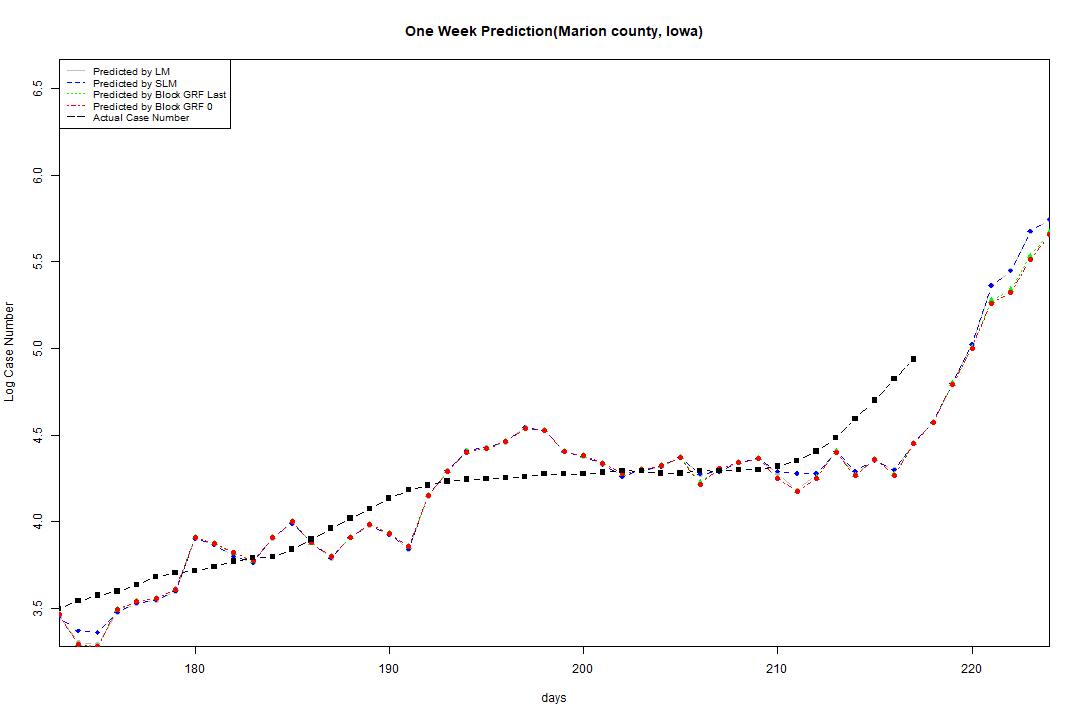 One Week Prediction(Marion county, Iowa)
Predicted by LM
Predicted by SLM
Predicted by Block GRF Last
Predicted by Block GRF 0
Actual Case Number
6.5
6.0
5.5
5.0
4.5
4.0
3.5
Log Case Number
180 190 200 210 220
days